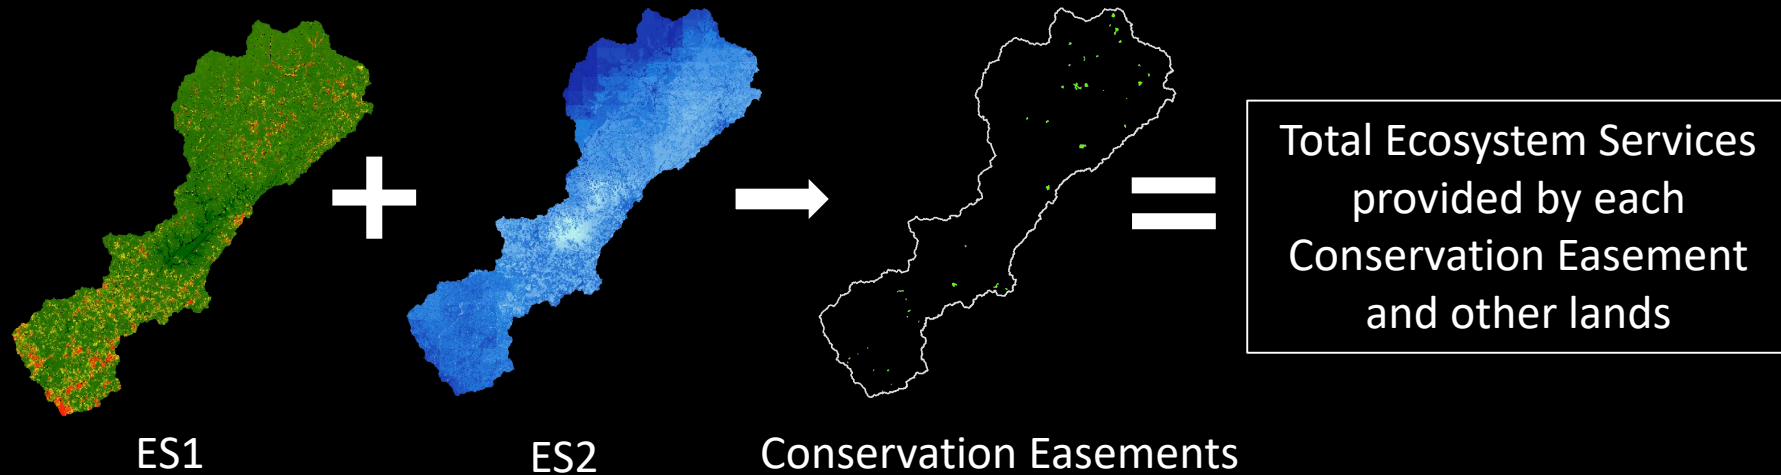 Total Ecosystem Services
provided by each
Conservation Easement
and other lands
ES1
ES2
Conservation Easements